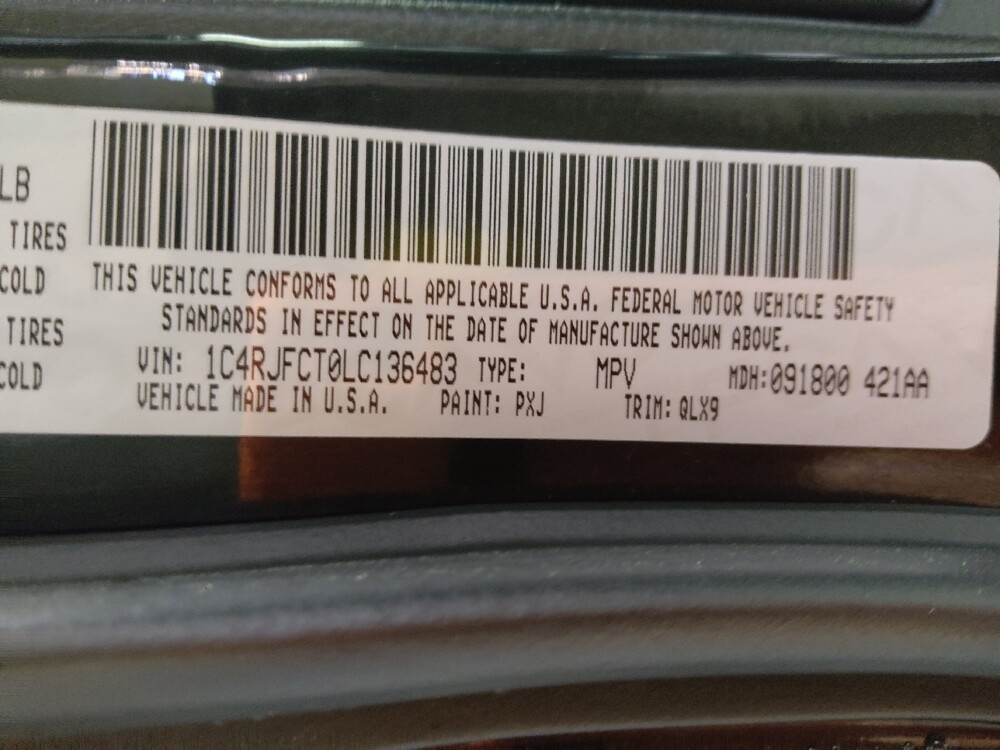 LB
TIRES
COLD
TIRES
COLD
THIS VEHICLE CONFORMS TO ALL APPLICABLE U.S.A. FEDERAL MOTOR VEHICLE SAFETY
STANDARDS IN EFFECT ON THE DATE OF MANUFACTURE SHOWN ABOVE.
VIN: 1C4RJFCT0LC136483 TYPE: MPV MDH:091800 421AA
VEHICLE MADE IN U.S.A. PAINT: PXJ TRIM: QLX9